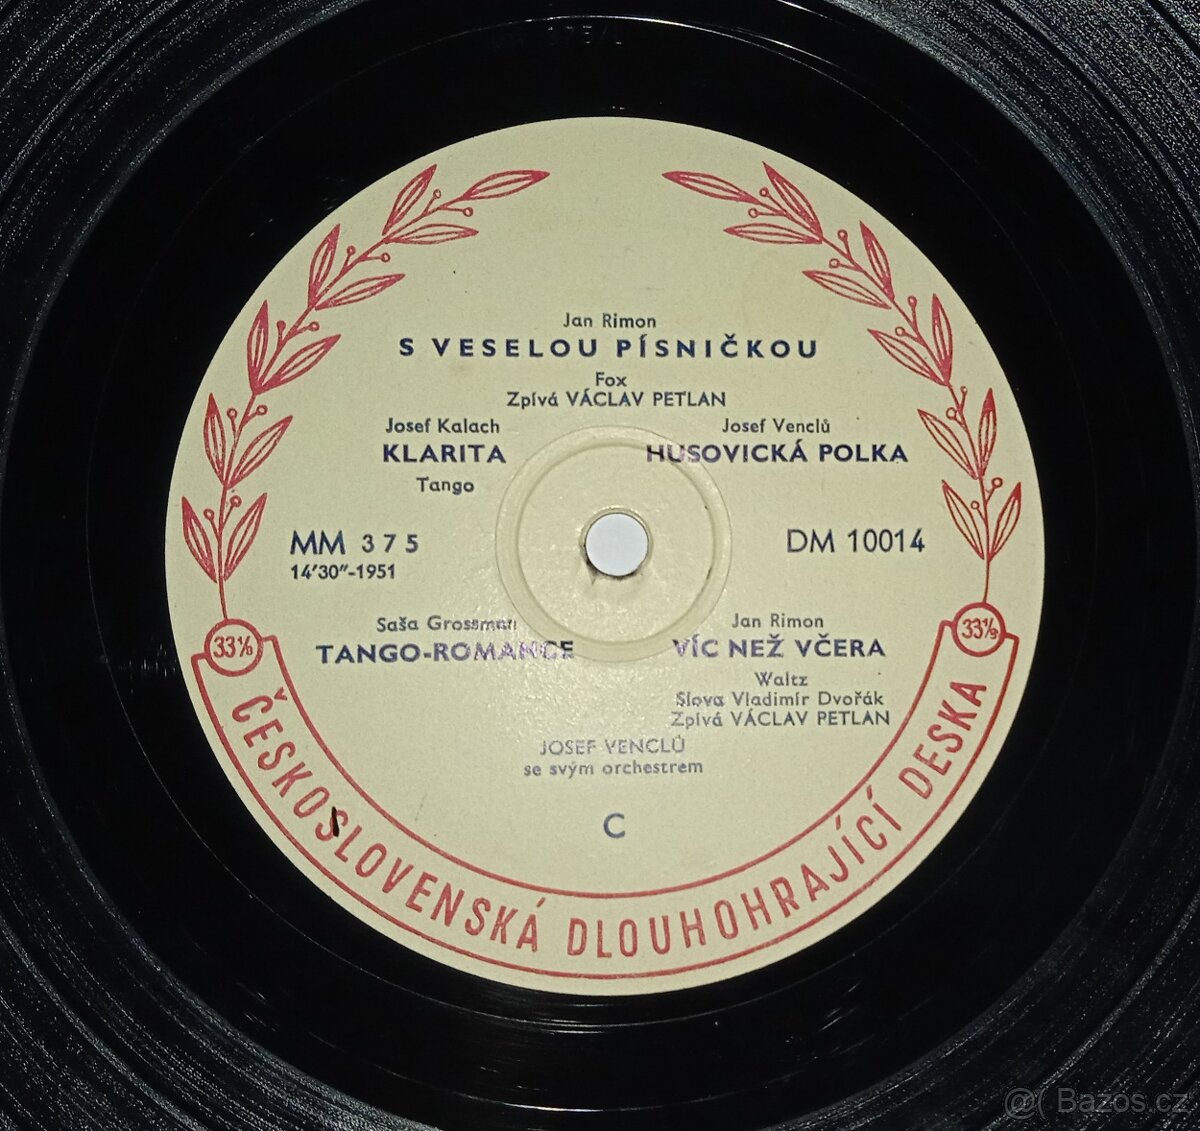 Jan Rimon
S VESELOU PÍSNIČKOU
Fox
Zpívá VÁCLAV PETLAN
Josef Kalach
KLARITA
Tango
Josef Venclů
HUSOVICKÁ POLKA
MM 375
14'30"-1951
DM 10014
Saša Grossman
TANGO-ROMANCE
Jan Rimon
VÍC NEŽ VČERA
Waltz
Slova Vladimír Dvořák
Zpívá VÁCLAV PETLAN
JOSEF VENCLŮ
se svým orchestrem
C
33⅓
33⅓
ČESKOSLOVENSKÁ DLOUHOHRAJÍCÍ DESKA
@( Bazos.cz